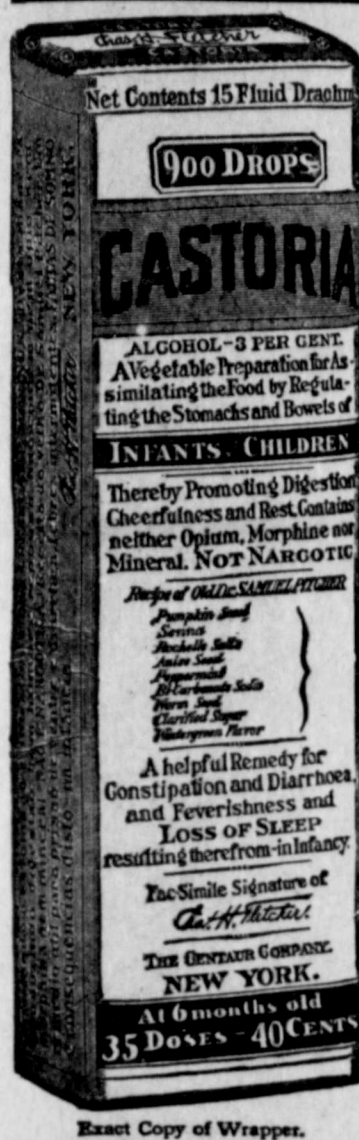 Chas. H. Fletcher
Net Contents 15 Fluid Drachm
900 DROPS
CASTORIA
ALCOHOL-3 PER CENT.
A Vegetable Preparation for As-
similating the Food by Regula-
ting the Stomachs and Bowels of
INFANTS CHILDREN
Thereby Promoting Digestion
Cheerfulness and Rest. Contains
neither Opium, Morphine nor
Mineral. NOT NARCOTIC
Recipe of Old Dr. SAMUEL PITCHER
Pumpkin Seed
Senna
Rochelle Salts
Anise Seed
Peppermint
Bi-Carbonate Soda
Worm Seed
Clarified Sugar
Wintergreen Flavor
A helpful Remedy for
Constipation and Diarrhoea.
and Feverishness and
LOSS OF SLEEP
resulting therefrom-in Infancy.
Fac-Simile Signature of
Chas. H. Fletcher.
THE CENTAUR COMPANY.
NEW YORK.
At 6 months old
35 DOSES - 40 CENTS
NEW YORK.
Exact Copy of Wrapper.